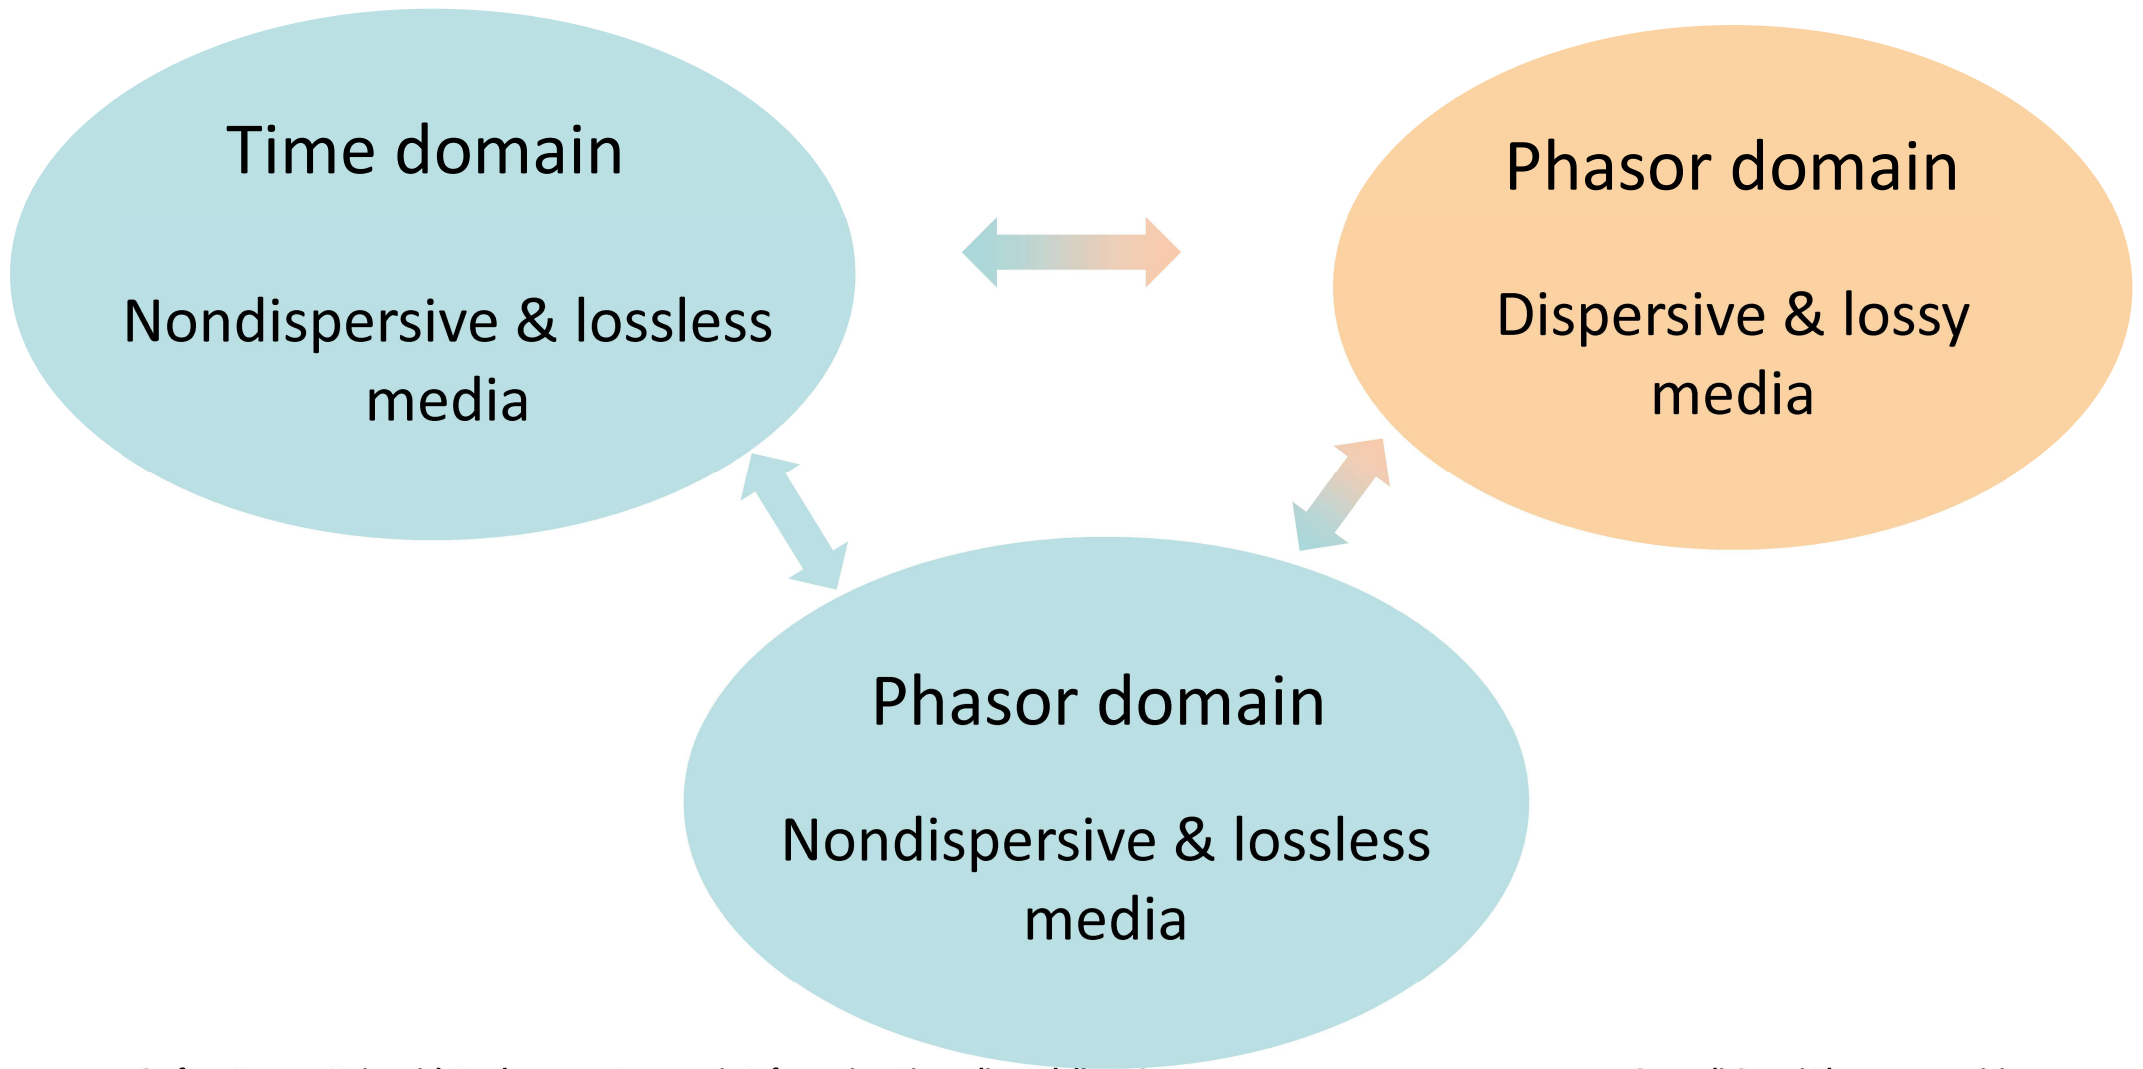 Time domain
Nondispersive & lossless
media
Phasor domain
Dispersive & lossy
media
Phasor domain
Nondispersive & lossless
media